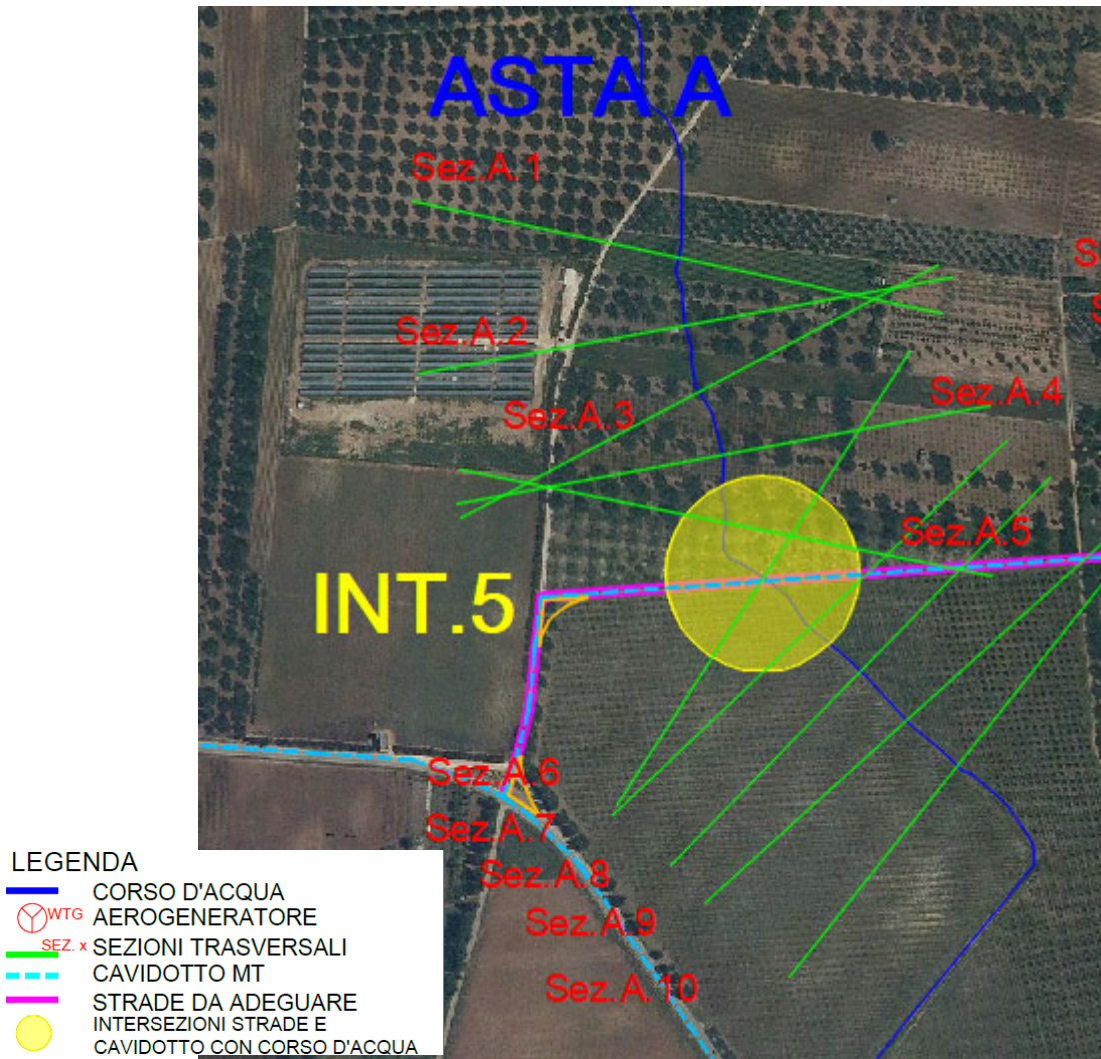 ASTA A
Sez.A.1
Sez.A.2
Sez.A.3
Sez.A.4
Sez.A.5
INT.5
Sez.A.6
Sez.A.7
Sez.A.8
Sez.A.9
Sez.A.10
LEGENDA
CORSO D'ACQUA
WTG AEROGENERATORE
SEZ. x SEZIONI TRASVERSALI
CAVIDOTTO MT
STRADE DA ADEGUARE
INTERSEZIONI STRADE E
CAVIDOTTO CON CORSO D'ACQUA